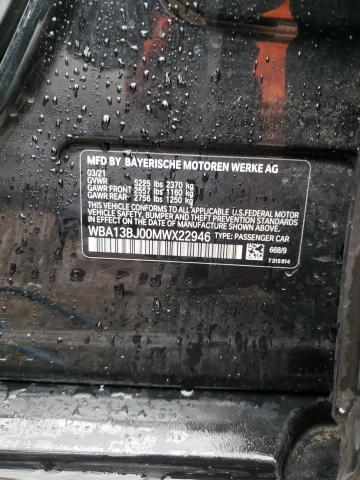 MFD BY BAYERISCHE MOTOREN WERKE AG
03/21
GVWR 5225 lbs 2370 kg
GAWR FRONT 2557 lbs 1160 kg
GAWR REAR 2756 lbs 1250 kg
THIS VEHICLE CONFORMS TO ALL APPLICABLE U.S.FEDERAL MOTOR
VEHICLE SAFETY, BUMPER AND THEFT PREVENTION STANDARDS
IN EFFECT ON THE DATE OF MANUFACTURE SHOWN ABOVE.
WBA13BJ00MWX22946 TYPE: PASSENGER CAR
668/9
7 315 814